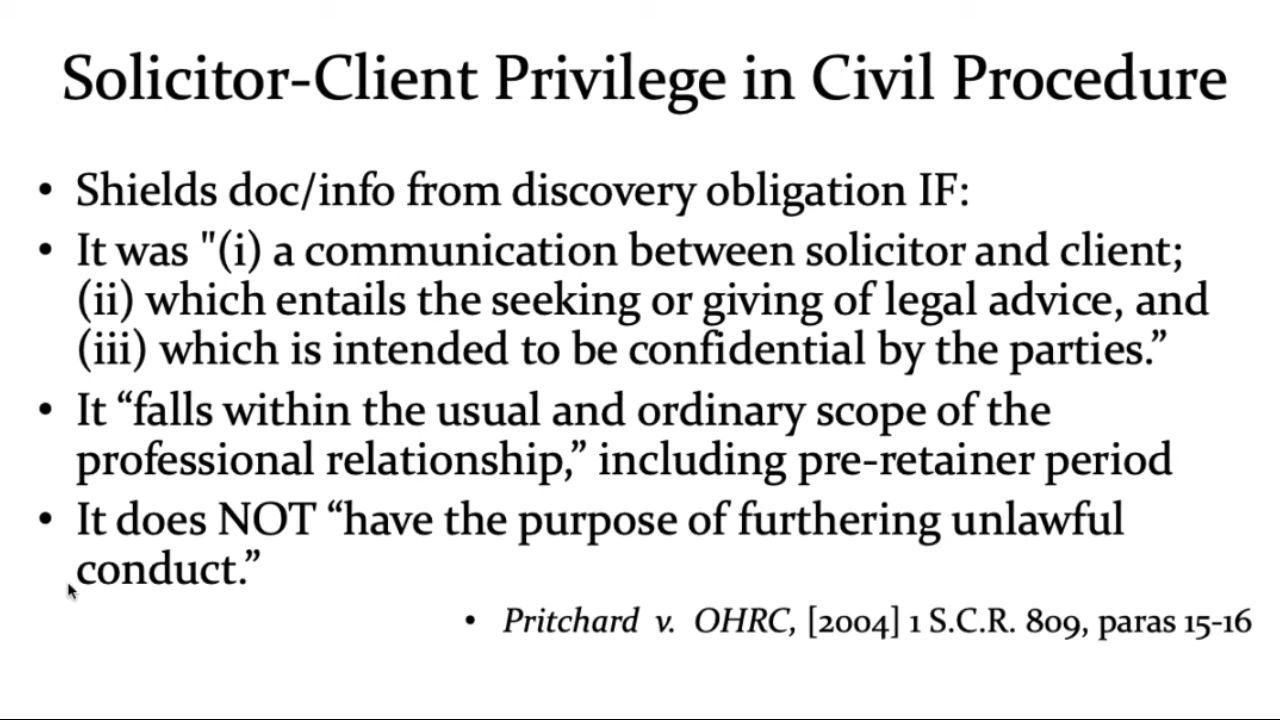 Solicitor-Client Privilege in Civil Procedure
• Shields doc/info from discovery obligation IF:
• It was "(i) a communication between solicitor and client;
(ii) which entails the seeking or giving of legal advice, and
(iii) which is intended to be confidential by the parties.”
• It “falls within the usual and ordinary scope of the
professional relationship,” including pre-retainer period
• It does NOT “have the purpose of furthering unlawful
conduct.”
• Pritchard v. OHRC, [2004] 1 S.C.R. 809, paras 15-16